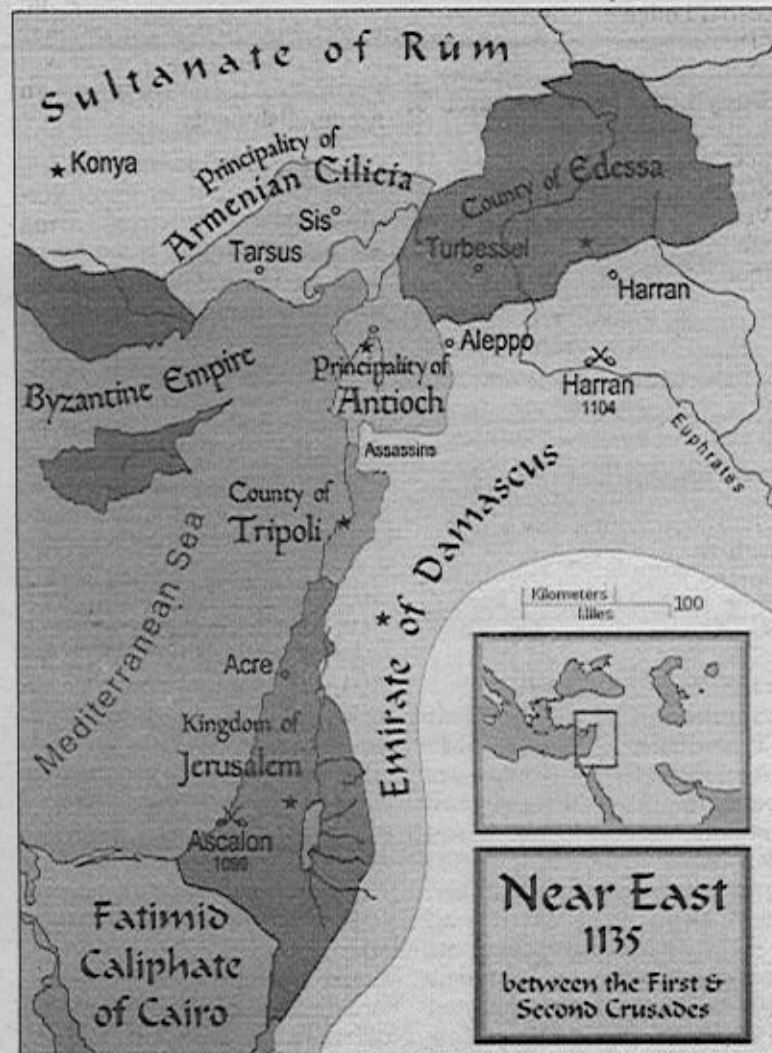 Sultanate of Rûm
Konya
Principality of
Armenian Cilicia
Sis
Tarsus
County of Edessa
Turbessel
Harran
Aleppo
Harran
1104
Euphrates
Byzantine Empire
Principality of
Antioch
Assassins
County of
Tripoli
Mediterranean Sea
Emirate of Damascus
Kilometers
Miles
100
Acre
Kingdom of
Jerusalem
Ascalon
1099
Fatimid
Caliphate
of Cairo
Near East
1135
between the First &
Second Crusades